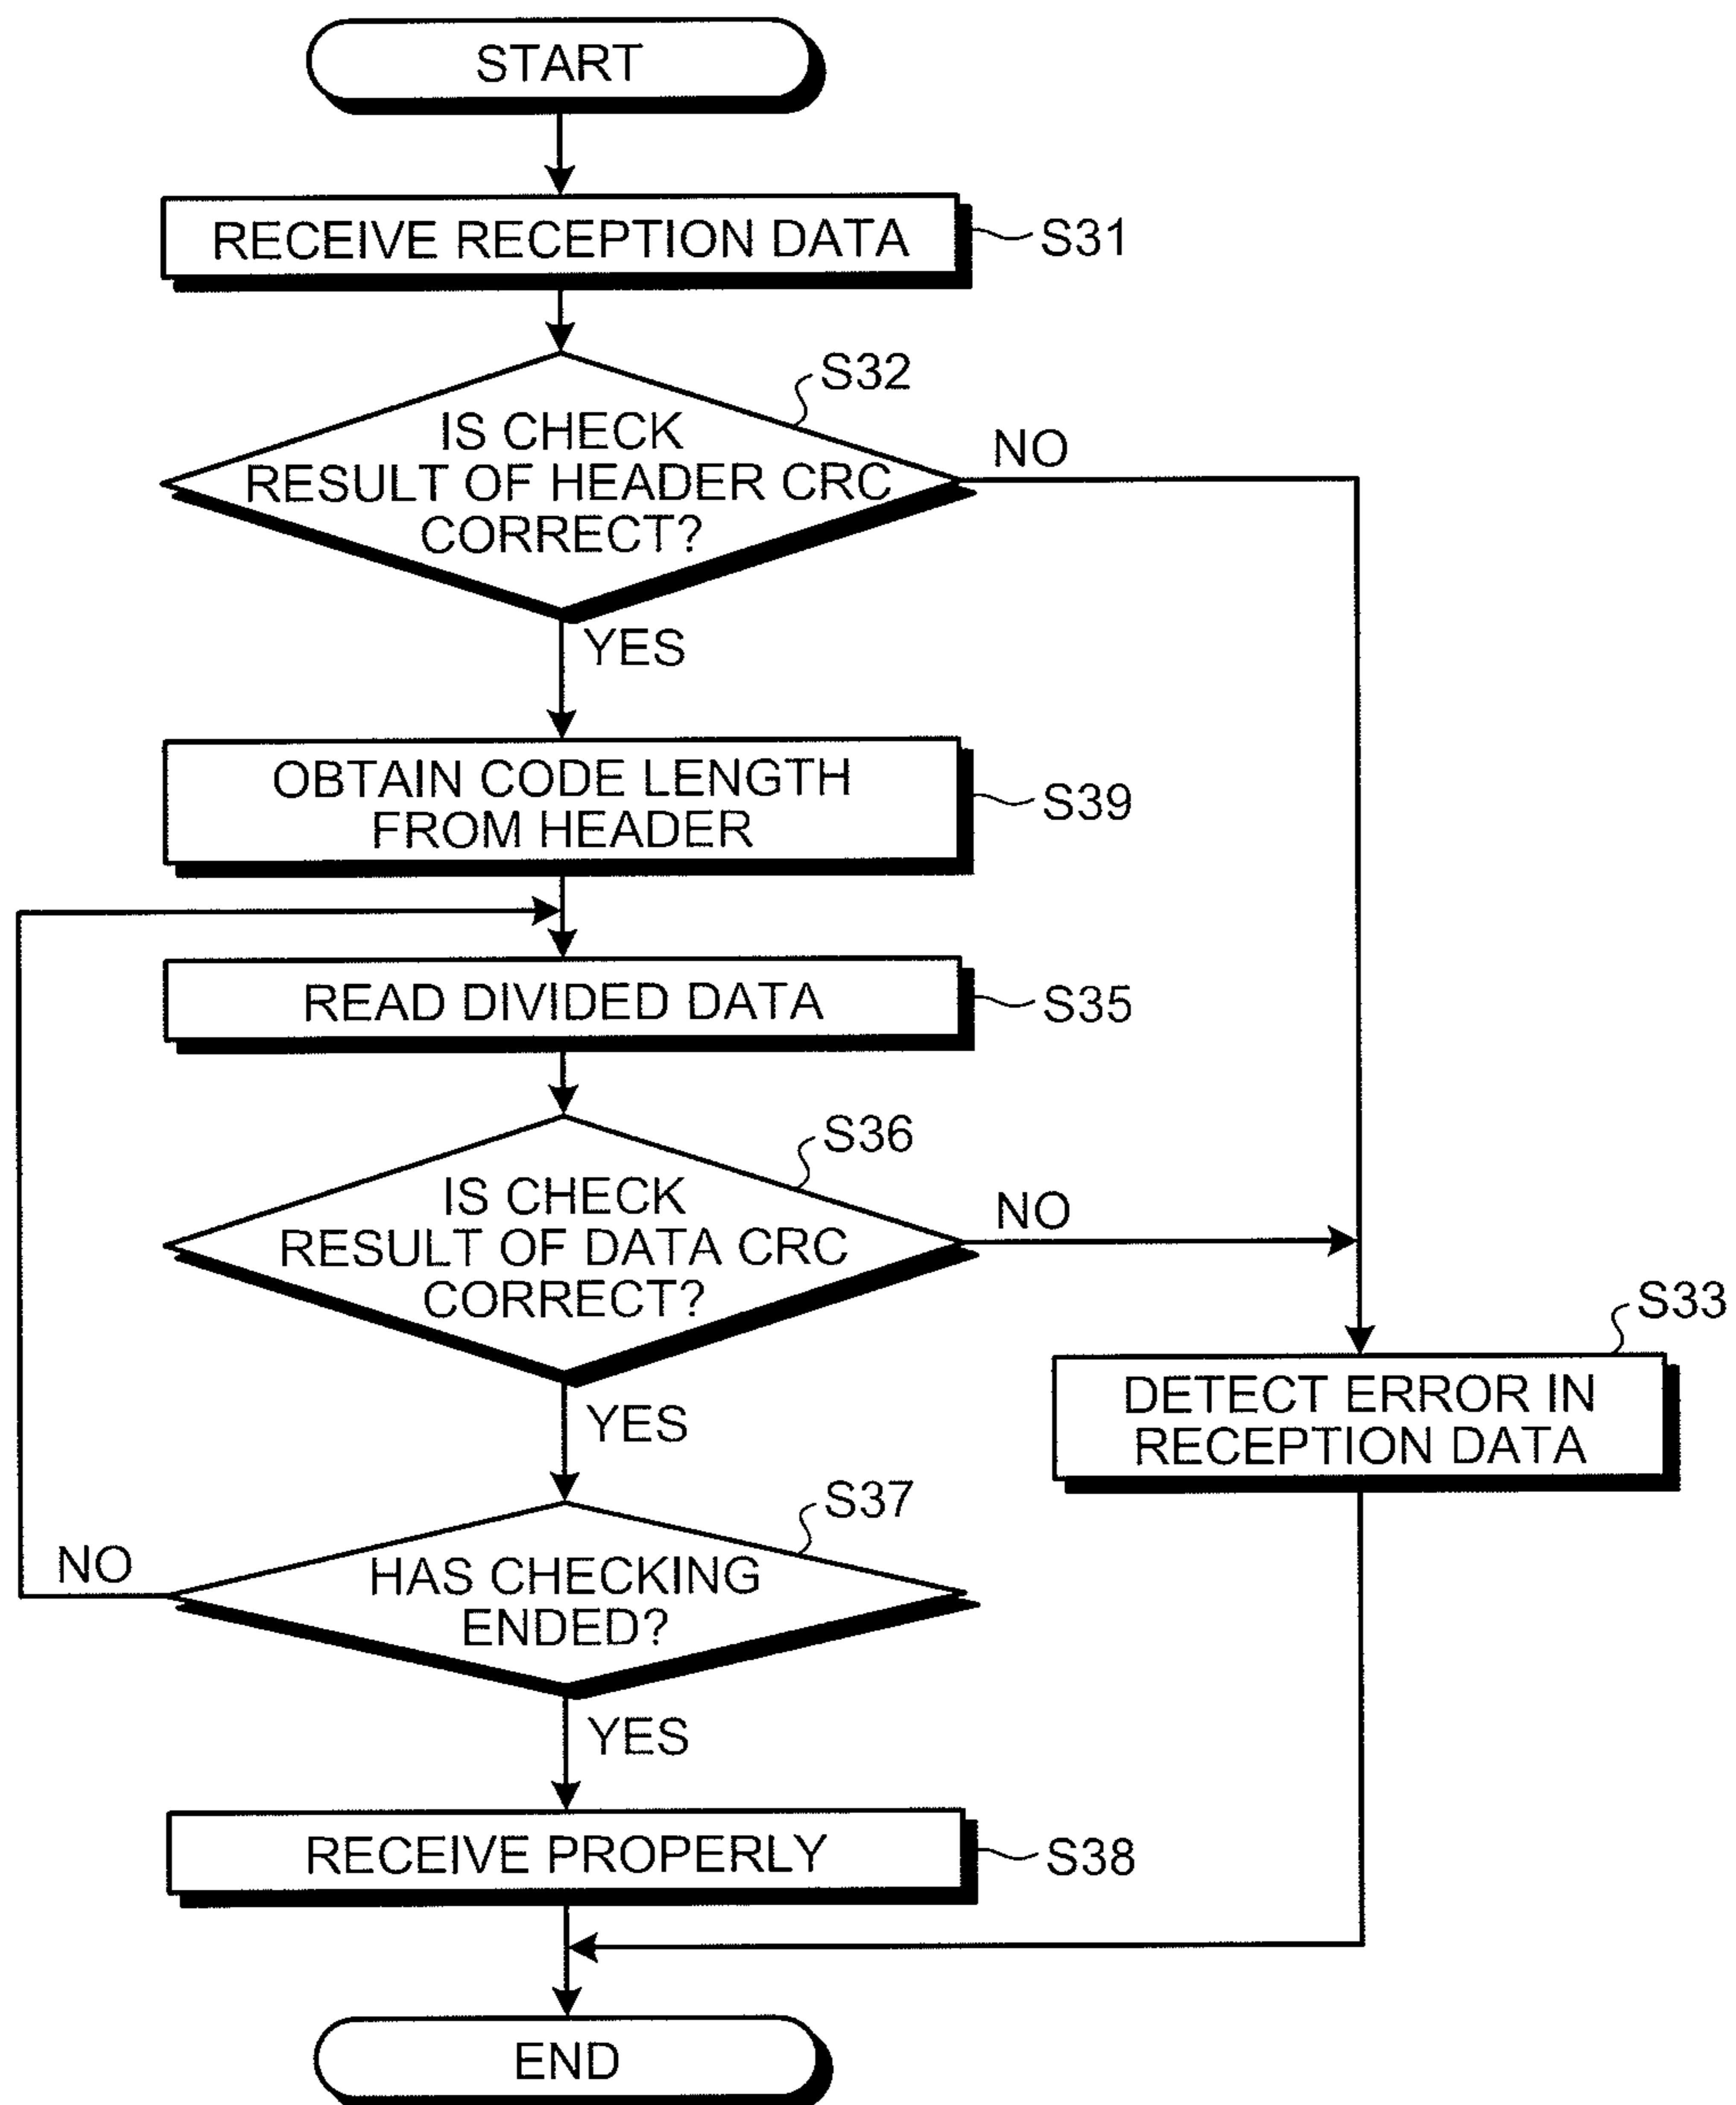 START
RECEIVE RECEPTION DATA
S31
S32
IS CHECK
RESULT OF HEADER CRC
CORRECT?
NO
YES
OBTAIN CODE LENGTH
FROM HEADER
S39
READ DIVIDED DATA
S35
S36
IS CHECK
RESULT OF DATA CRC
CORRECT?
NO
YES
S33
DETECT ERROR IN
RECEPTION DATA
S37
HAS CHECKING
ENDED?
NO
YES
RECEIVE PROPERLY
S38
END